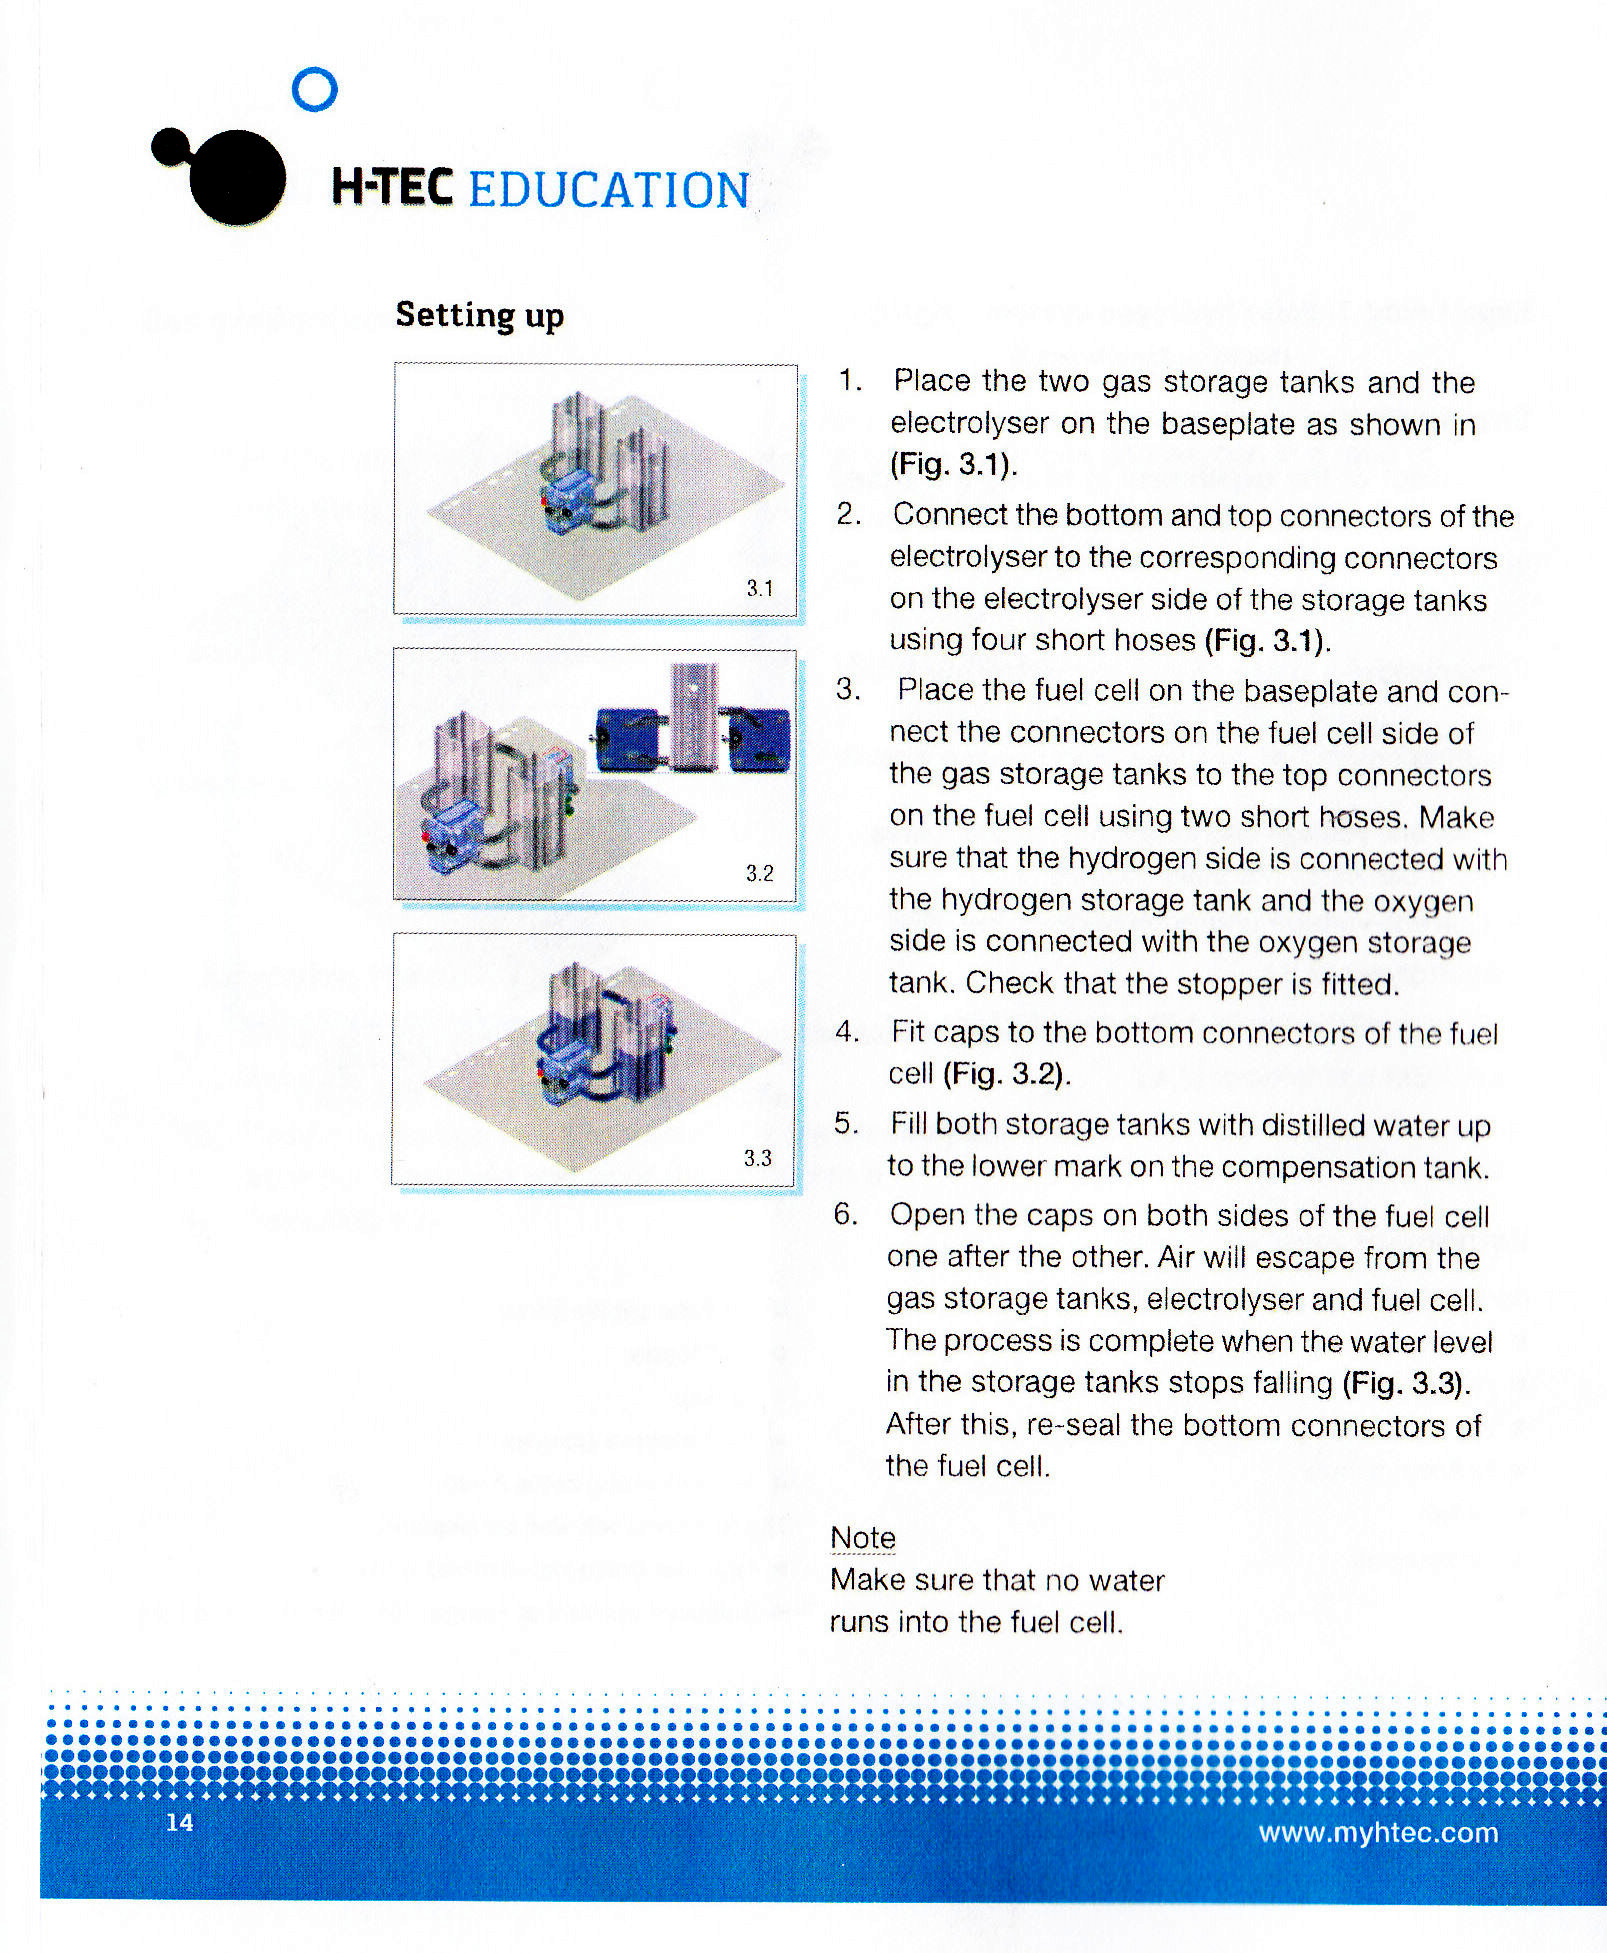 H-TEC EDUCATION
Setting up
3.1
3.2
3.3
1. Place the two gas storage tanks and the
electrolyser on the baseplate as shown in
(Fig. 3.1).
2. Connect the bottom and top connectors of the
electrolyser to the corresponding connectors
on the electrolyser side of the storage tanks
using four short hoses (Fig. 3.1).
3. Place the fuel cell on the baseplate and con-
nect the connectors on the fuel cell side of
the gas storage tanks to the top connectors
on the fuel cell using two short hoses. Make
sure that the hydrogen side is connected with
the hydrogen storage tank and the oxygen
side is connected with the oxygen storage
tank. Check that the stopper is fitted.
4. Fit caps to the bottom connectors of the fuel
cell (Fig. 3.2).
5. Fill both storage tanks with distilled water up
to the lower mark on the compensation tank.
6. Open the caps on both sides of the fuel cell
one after the other. Air will escape from the
gas storage tanks, electrolyser and fuel cell.
The process is complete when the water level
in the storage tanks stops falling (Fig. 3.3).
After this, re-seal the bottom connectors of
the fuel cell.
Note
Make sure that no water
runs into the fuel cell.
14
www.myhtec.com